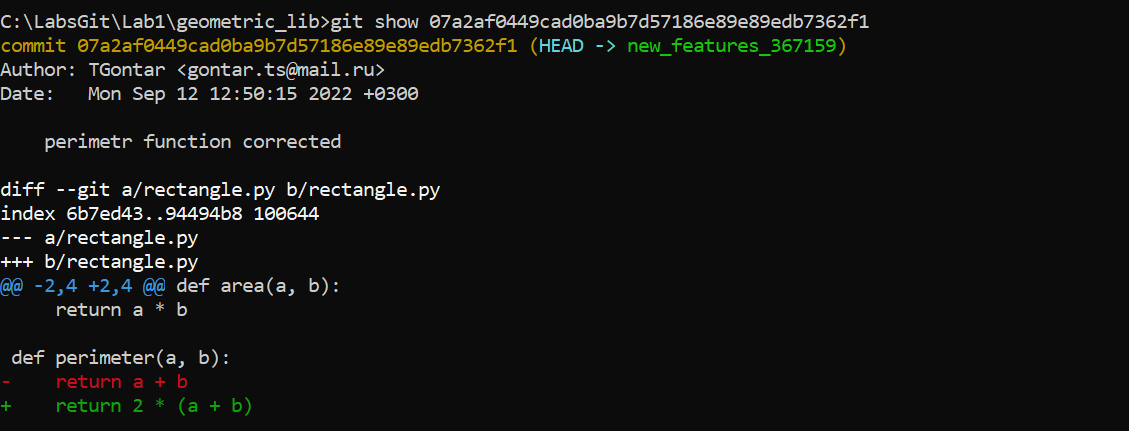 C:\LabsGit\Lab1\geometric_lib>git show 07a2af0449cad0ba9b7d57186e89e89edb7362f1
commit 07a2af0449cad0ba9b7d57186e89e89edb7362f1 (HEAD -> new_features_367159)
Author: TGontar <gontar.ts@mail.ru>
Date:   Mon Sep 12 12:50:15 2022 +0300

    perimetr function corrected

diff --git a/rectangle.py b/rectangle.py
index 6b7ed43..94494b8 100644
--- a/rectangle.py
+++ b/rectangle.py
@@ -2,4 +2,4 @@ def area(a, b):
     return a * b

 def perimeter(a, b):
-    return a + b
+    return 2 * (a + b)